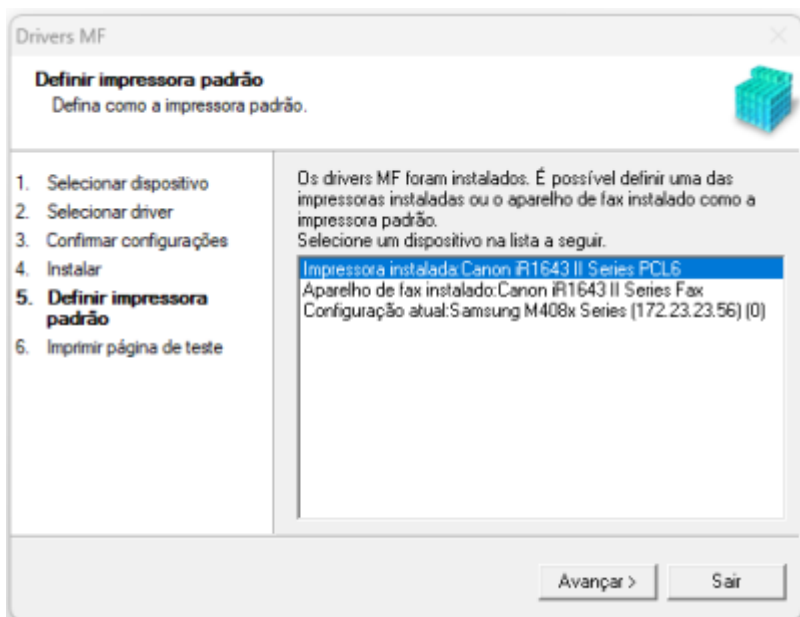 Drivers MF
Definir impressora padrão
Defina como a impressora padrão.
1. Selecionar dispositivo
2. Selecionar driver
3. Confirmar configurações
4. Instalar
5. Definir impressora
padrão
6. Imprimir página de teste
Os drivers MF foram instalados. É possível definir uma das
impressoras instaladas ou o aparelho de fax instalado como a
impressora padrão.
Selecione um dispositivo na lista a seguir.
Impressora instalada:Canon iR1643 II Series PCL6
Aparelho de fax instalado:Canon iR1643 II Series Fax
Configuração atual:Samsung M408x Series (172.23.23.56) (0)
Avançar >
Sair